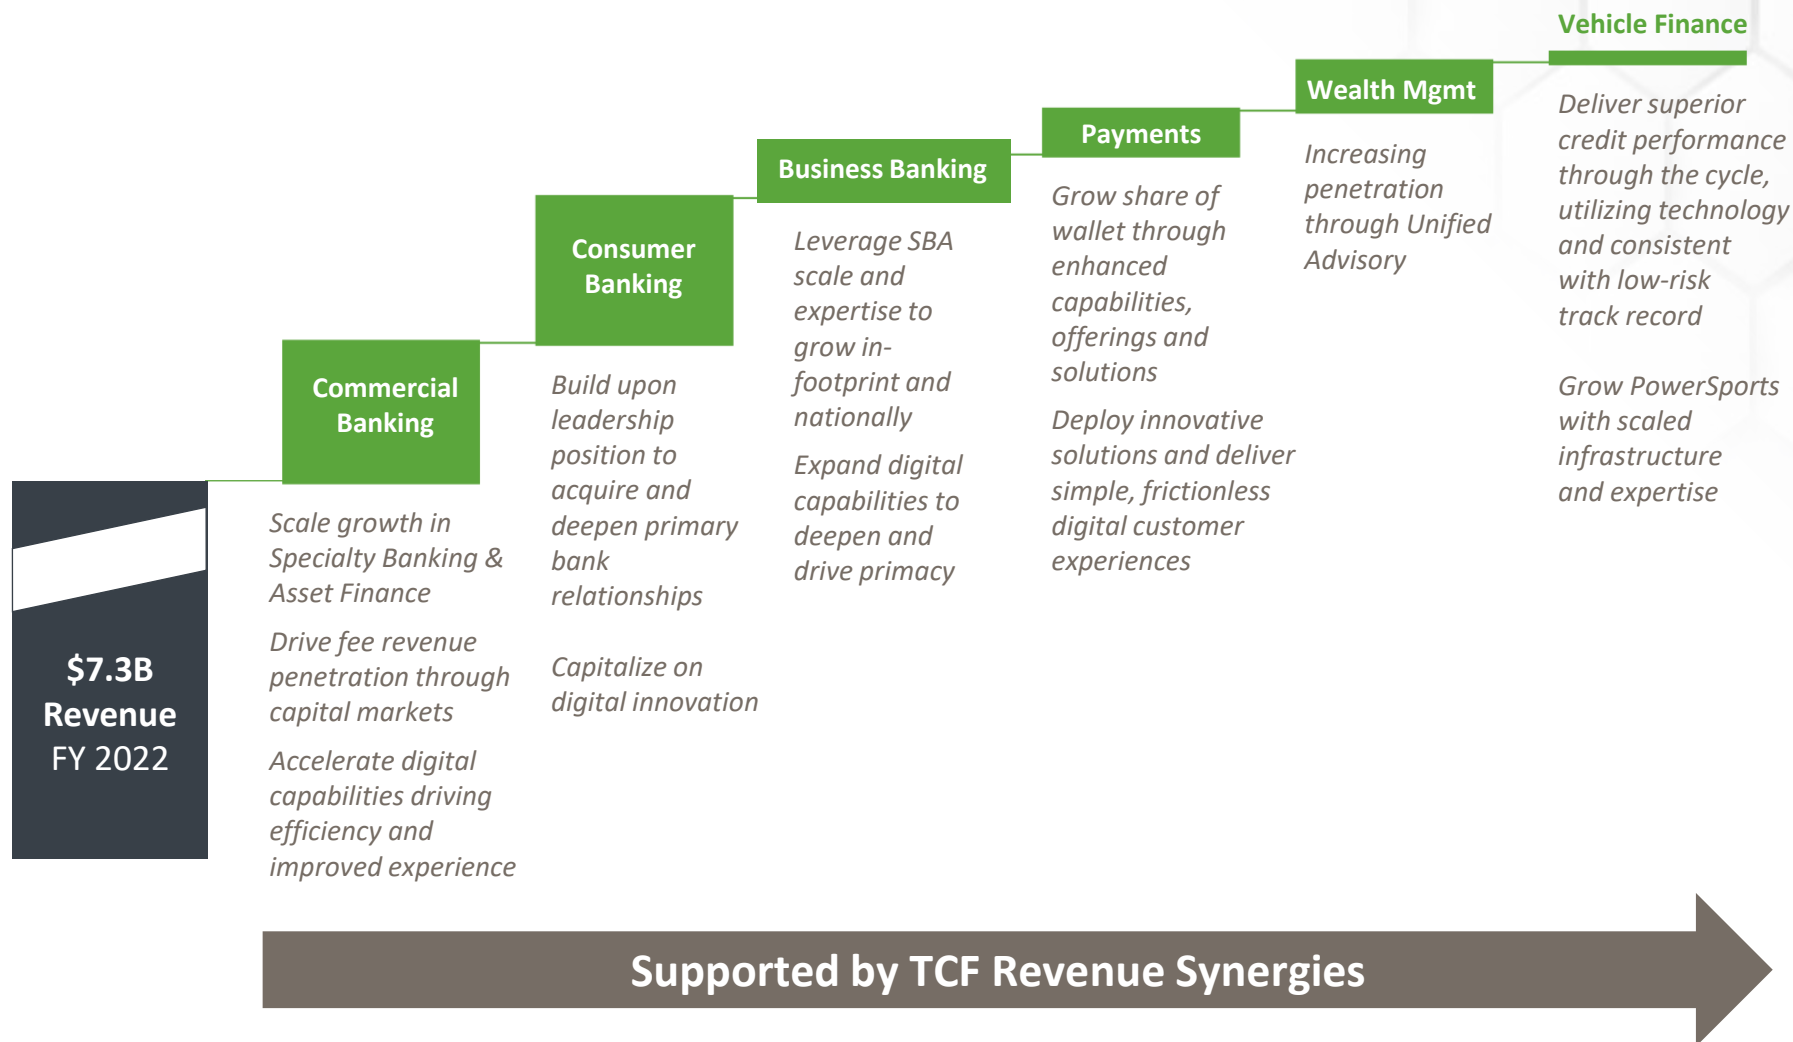 $7.3B
Revenue
FY 2022
Commercial
Banking
Scale growth in
Specialty Banking &
Asset Finance
Drive fee revenue
penetration through
capital markets
Accelerate digital
capabilities driving
efficiency and
improved experience
Consumer
Banking
Build upon
leadership
position to
acquire and
deepen primary
bank
relationships
Capitalize on
digital innovation
Business Banking
Leverage SBA
scale and
expertise to
grow in-
footprint and
nationally
Expand digital
capabilities to
deepen and
drive primacy
Payments
Grow share of
wallet through
enhanced
capabilities,
offerings and
solutions
Deploy innovative
solutions and deliver
simple, frictionless
digital customer
experiences
Wealth Mgmt
Increasing
penetration
through Unified
Advisory
Vehicle Finance
Deliver superior
credit performance
through the cycle,
utilizing technology
and consistent
with low-risk
track record
Grow PowerSports
with scaled
infrastructure
and expertise
Supported by TCF Revenue Synergies